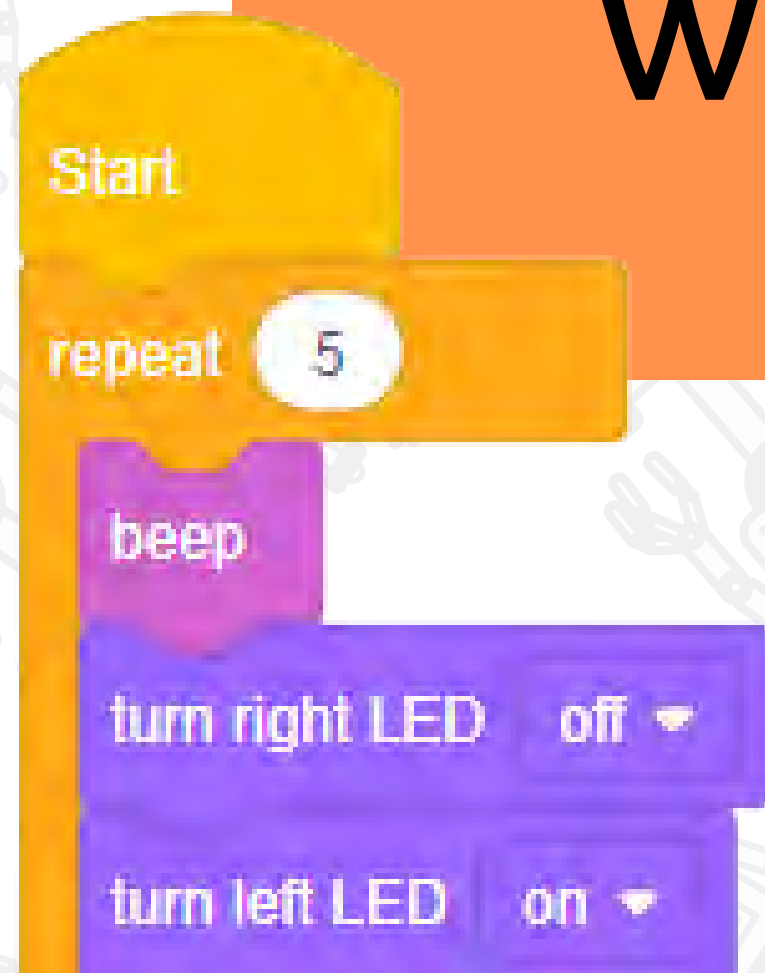 W
Start
repeat 5
beep
turn right LED off
turn left LED on